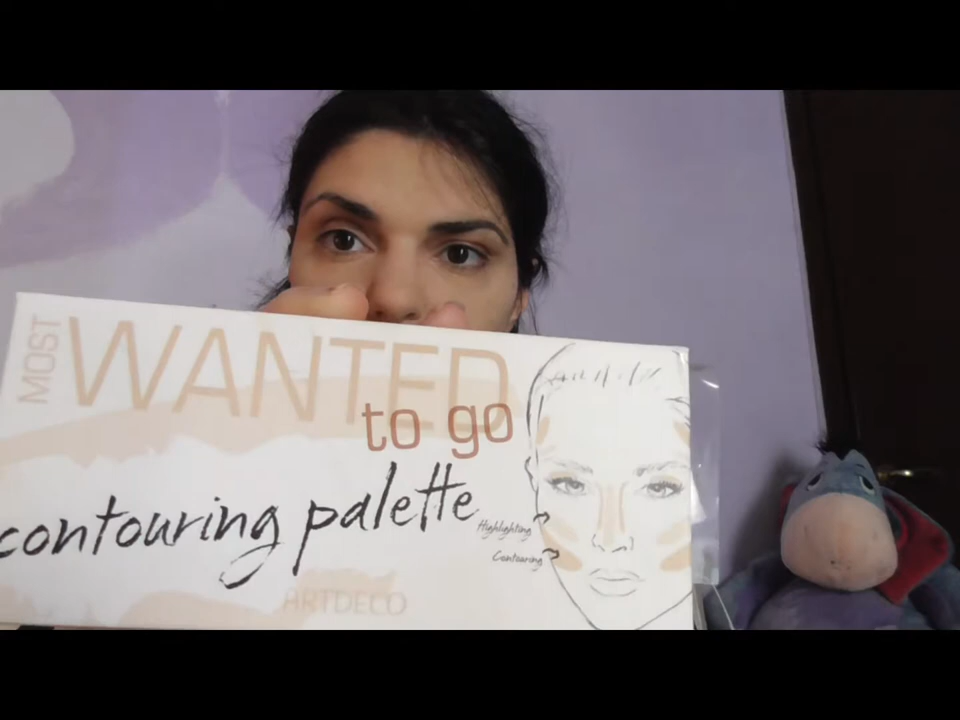 MOST
WANTED
to go
contouring palette
Highlighting
Contouring
ARTDECO